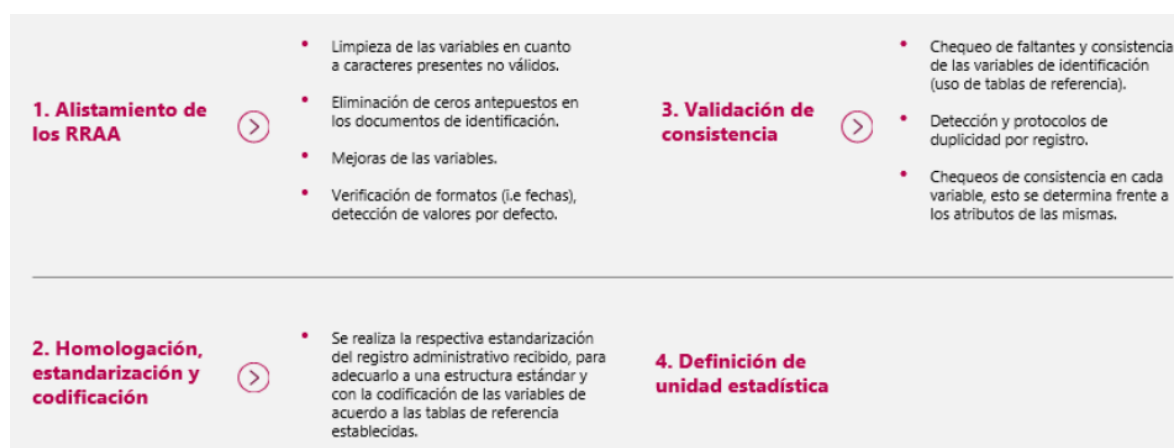 1. Alistamiento de
los RRAA
• Limpieza de las variables en cuanto
a caracteres presentes no válidos.
• Eliminación de ceros antepuestos en
los documentos de identificación.
• Mejoras de las variables.
• Verificación de formatos (i.e fechas),
detección de valores por defecto.
3. Validación de
consistencia
• Chequeo de faltantes y consistencia
de las variables de identificación
(uso de tablas de referencia).
• Detección y protocolos de
duplicidad por registro.
• Chequeos de consistencia en cada
variable, esto se determina frente a
los atributos de las mismas.
2. Homologación,
estandarización y
codificación
• Se realiza la respectiva estandarización
del registro administrativo recibido, para
adecuarlo a una estructura estándar y
con la codificación de las variables de
acuerdo a las tablas de referencia
establecidas.
4. Definición de
unidad estadística